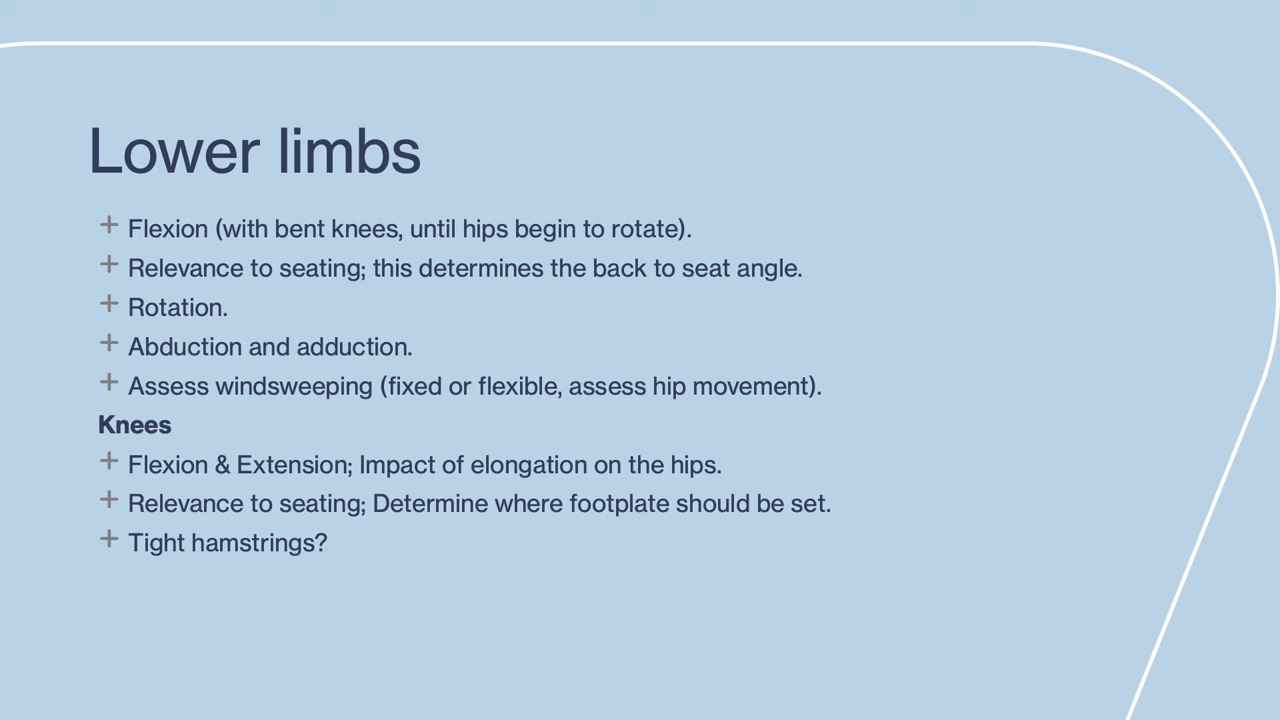 Lower limbs
+ Flexion (with bent knees, until hips begin to rotate).
+ Relevance to seating; this determines the back to seat angle.
+ Rotation.
+ Abduction and adduction.
+ Assess windsweeping (fixed or flexible, assess hip movement).
Knees
+ Flexion & Extension; Impact of elongation on the hips.
+ Relevance to seating; Determine where footplate should be set.
+ Tight hamstrings?